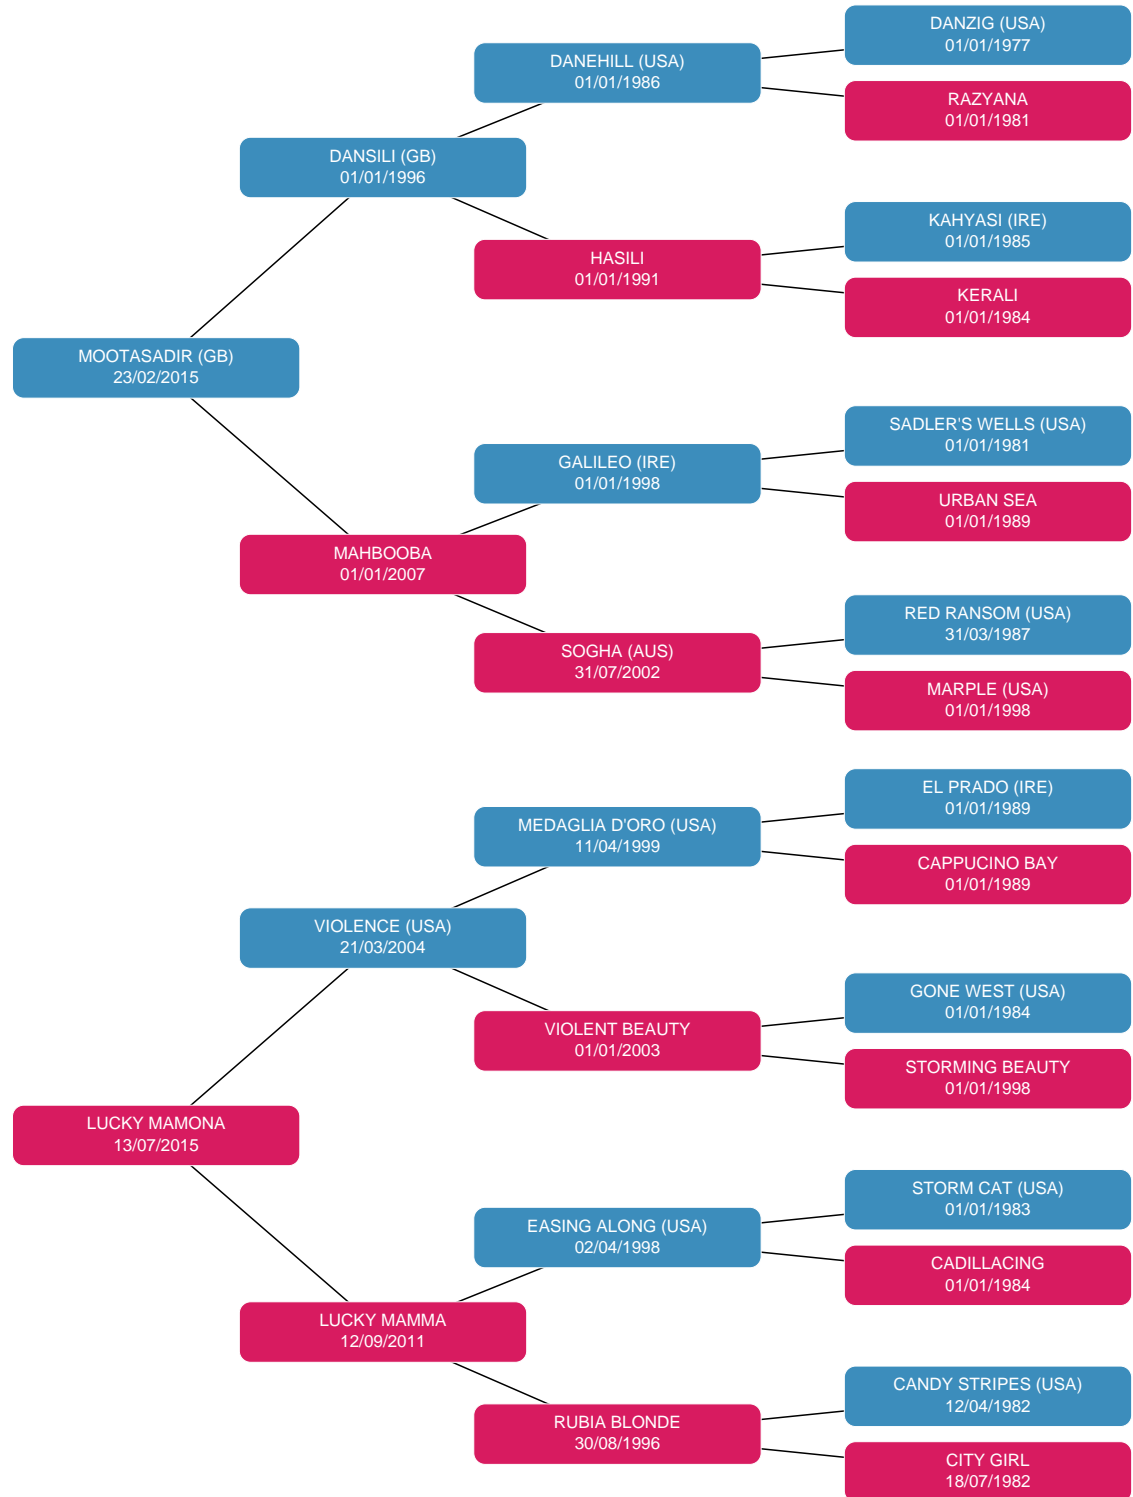 DANZIG (USA)
01/01/1977
DANEHILL (USA)
01/01/1986
RAZYANA
01/01/1981
DANSILI (GB)
01/01/1996
KAHYASI (IRE)
01/01/1985
HASILI
01/01/1991
KERALI
01/01/1984
MOOTASADIR (GB)
23/02/2015
SADLER'S WELLS (USA)
01/01/1981
GALILEO (IRE)
01/01/1998
URBAN SEA
01/01/1989
MAHBOOBA
01/01/2007
RED RANSOM (USA)
31/03/1987
SOGHA (AUS)
31/07/2002
MARPLE (USA)
01/01/1998
EL PRADO (IRE)
01/01/1989
MEDAGLIA D'ORO (USA)
11/04/1999
CAPPUCINO BAY
01/01/1989
VIOLENCE (USA)
21/03/2004
GONE WEST (USA)
01/01/1984
VIOLENT BEAUTY
01/01/2003
STORMING BEAUTY
01/01/1998
LUCKY MAMONA
13/07/2015
STORM CAT (USA)
01/01/1983
EASING ALONG (USA)
02/04/1998
CADILLACING
01/01/1984
LUCKY MAMMA
12/09/2011
CANDY STRIPES (USA)
12/04/1982
RUBIA BLONDE
30/08/1996
CITY GIRL
18/07/1982